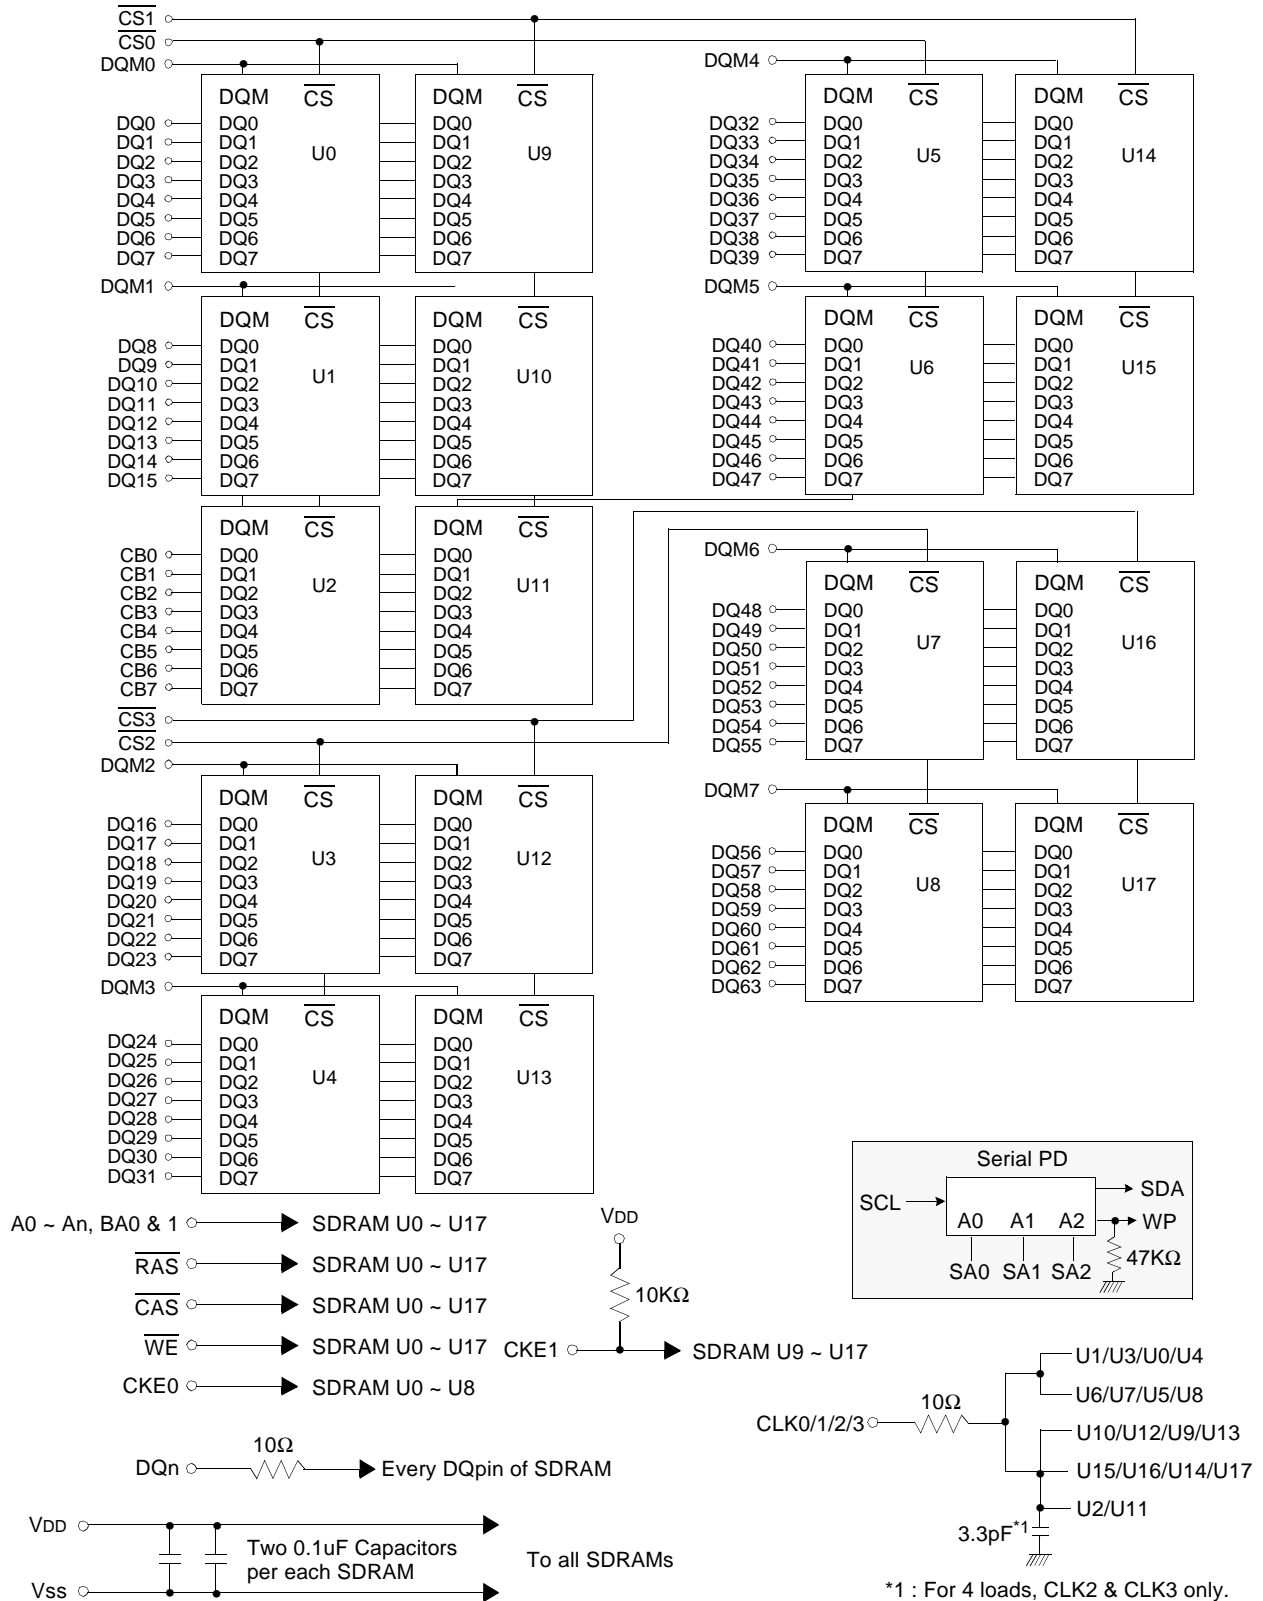 CS1
CS0
DQM0
DQM CS
DQ0 DQ0
DQ1 DQ1
DQ2 DQ2
DQ3 DQ3
DQ4 DQ4
DQ5 DQ5
DQ6 DQ6
DQ7 DQ7
U0
DQM CS
DQ0
DQ1
DQ2
DQ3
DQ4
DQ5
DQ6
DQ7
U9
DQM1
DQM CS
DQ8 DQ0
DQ9 DQ1
DQ10 DQ2
DQ11 DQ3
DQ12 DQ4
DQ13 DQ5
DQ14 DQ6
DQ15 DQ7
U1
DQM CS
DQ0
DQ1
DQ2
DQ3
DQ4
DQ5
DQ6
DQ7
U10
DQM CS
CB0 DQ0
CB1 DQ1
CB2 DQ2
CB3 DQ3
CB4 DQ4
CB5 DQ5
CB6 DQ6
CB7 DQ7
U2
DQM CS
DQ0
DQ1
DQ2
DQ3
DQ4
DQ5
DQ6
DQ7
U11
CS3
CS2
DQM2
DQM CS
DQ16 DQ0
DQ17 DQ1
DQ18 DQ2
DQ19 DQ3
DQ20 DQ4
DQ21 DQ5
DQ22 DQ6
DQ23 DQ7
U3
DQM CS
DQ0
DQ1
DQ2
DQ3
DQ4
DQ5
DQ6
DQ7
U12
DQM3
DQM CS
DQ24 DQ0
DQ25 DQ1
DQ26 DQ2
DQ27 DQ3
DQ28 DQ4
DQ29 DQ5
DQ30 DQ6
DQ31 DQ7
U4
DQM CS
DQ0
DQ1
DQ2
DQ3
DQ4
DQ5
DQ6
DQ7
U13
DQM4
DQM CS
DQ32 DQ0
DQ33 DQ1
DQ34 DQ2
DQ35 DQ3
DQ36 DQ4
DQ37 DQ5
DQ38 DQ6
DQ39 DQ7
U5
DQM CS
DQ0
DQ1
DQ2
DQ3
DQ4
DQ5
DQ6
DQ7
U14
DQM5
DQM CS
DQ40 DQ0
DQ41 DQ1
DQ42 DQ2
DQ43 DQ3
DQ44 DQ4
DQ45 DQ5
DQ46 DQ6
DQ47 DQ7
U6
DQM CS
DQ0
DQ1
DQ2
DQ3
DQ4
DQ5
DQ6
DQ7
U15
DQM6
DQM CS
DQ48 DQ0
DQ49 DQ1
DQ50 DQ2
DQ51 DQ3
DQ52 DQ4
DQ53 DQ5
DQ54 DQ6
DQ55 DQ7
U7
DQM CS
DQ0
DQ1
DQ2
DQ3
DQ4
DQ5
DQ6
DQ7
U16
DQM7
DQM CS
DQ56 DQ0
DQ57 DQ1
DQ58 DQ2
DQ59 DQ3
DQ60 DQ4
DQ61 DQ5
DQ62 DQ6
DQ63 DQ7
U8
DQM CS
DQ0
DQ1
DQ2
DQ3
DQ4
DQ5
DQ6
DQ7
U17
Serial PD
SCL
SDA
A0 A1 A2 WP
47KΩ
SA0 SA1 SA2
A0 ~ An, BA0 & 1 SDRAM U0 ~ U17
RAS SDRAM U0 ~ U17
CAS SDRAM U0 ~ U17
WE SDRAM U0 ~ U17
CKE0 SDRAM U0 ~ U8
VDD
10KΩ
CKE1 SDRAM U9 ~ U17
DQn 10Ω Every DQpin of SDRAM
VDD
Two 0.1uF Capacitors
per each SDRAM
To all SDRAMs
Vss
CLK0/1/2/3 10Ω
U1/U3/U0/U4
U6/U7/U5/U8
U10/U12/U9/U13
U15/U16/U14/U17
U2/U11
3.3pF*1
*1 : For 4 loads, CLK2 & CLK3 only.